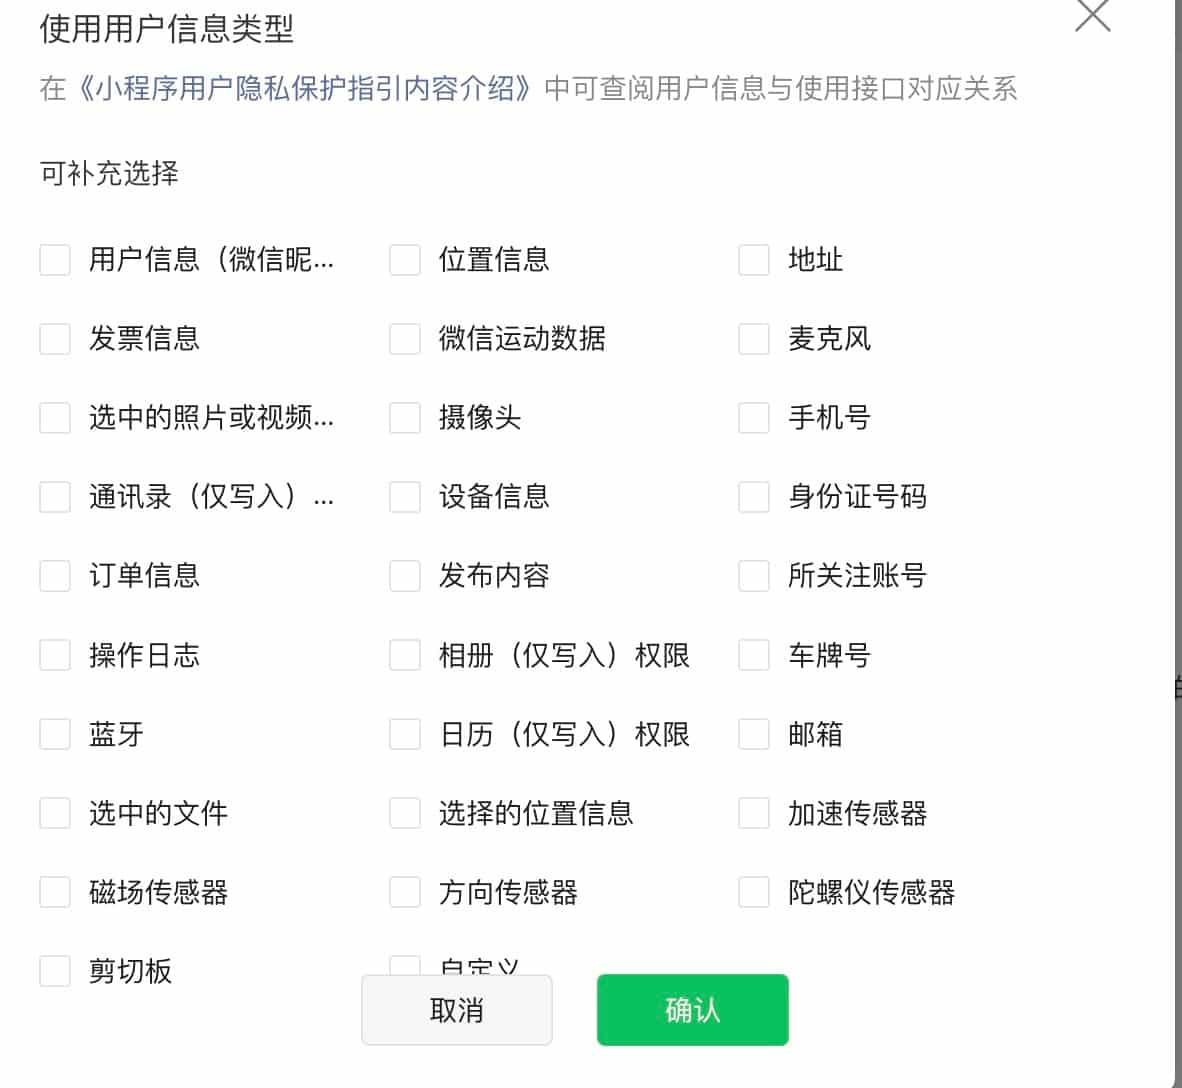 使用用户信息类型
在《小程序用户隐私保护指引内容介绍》中可查阅用户信息与使用接口对应关系
可补充选择
用户信息（微信昵... 位置信息 地址
发票信息 微信运动数据 麦克风
选中的照片或视频... 摄像头 手机号
通讯录（仅写入）... 设备信息 身份证号码
订单信息 发布内容 所关注账号
操作日志 相册（仅写入）权限 车牌号
蓝牙 日历（仅写入）权限 邮箱
选中的文件 选择的位置信息 加速传感器
磁场传感器 方向传感器 陀螺仪传感器
剪切板 自定义
取消 确认